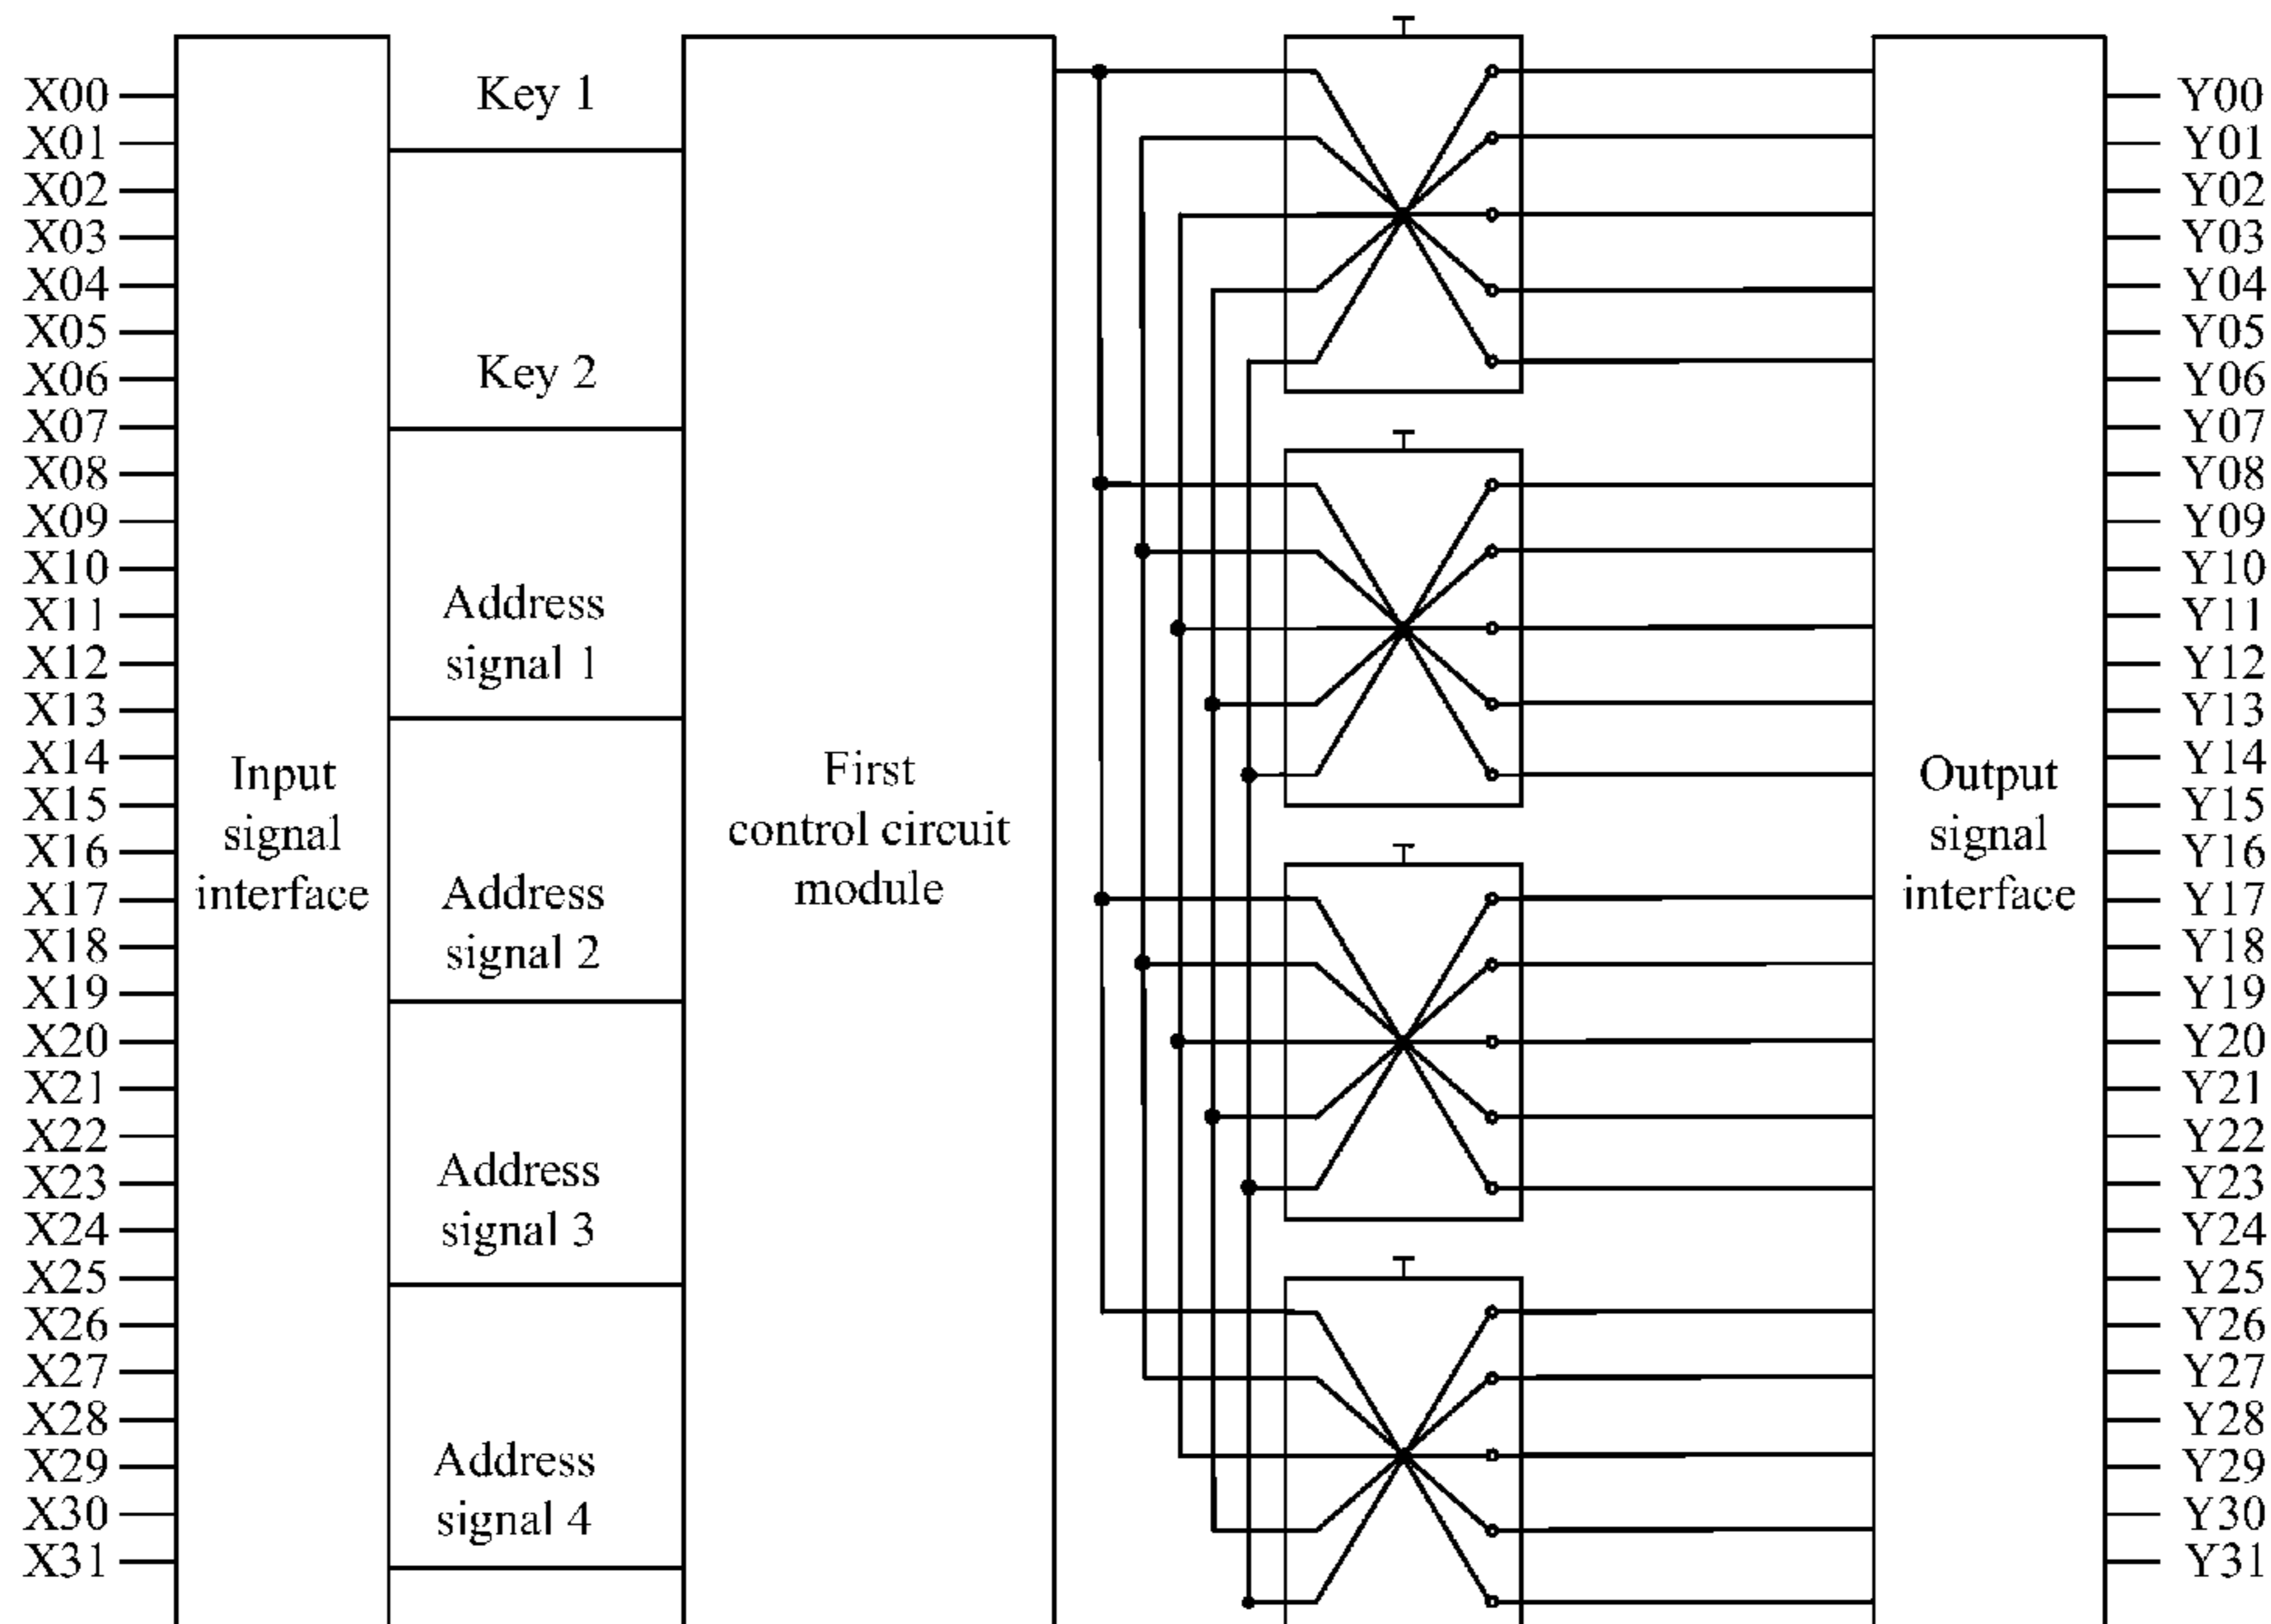 X00
X01
X02
X03
X04
X05
X06
X07
X08
X09
X10
X11
X12
X13
X14
X15
X16
X17
X18
X19
X20
X21
X22
X23
X24
X25
X26
X27
X28
X29
X30
X31
Input
signal
interface
Key 1
Key 2
Address
signal 1
Address
signal 2
Address
signal 3
Address
signal 4
First
control circuit
module
Output
signal
interface
Y00
Y01
Y02
Y03
Y04
Y05
Y06
Y07
Y08
Y09
Y10
Y11
Y12
Y13
Y14
Y15
Y16
Y17
Y18
Y19
Y20
Y21
Y22
Y23
Y24
Y25
Y26
Y27
Y28
Y29
Y30
Y31